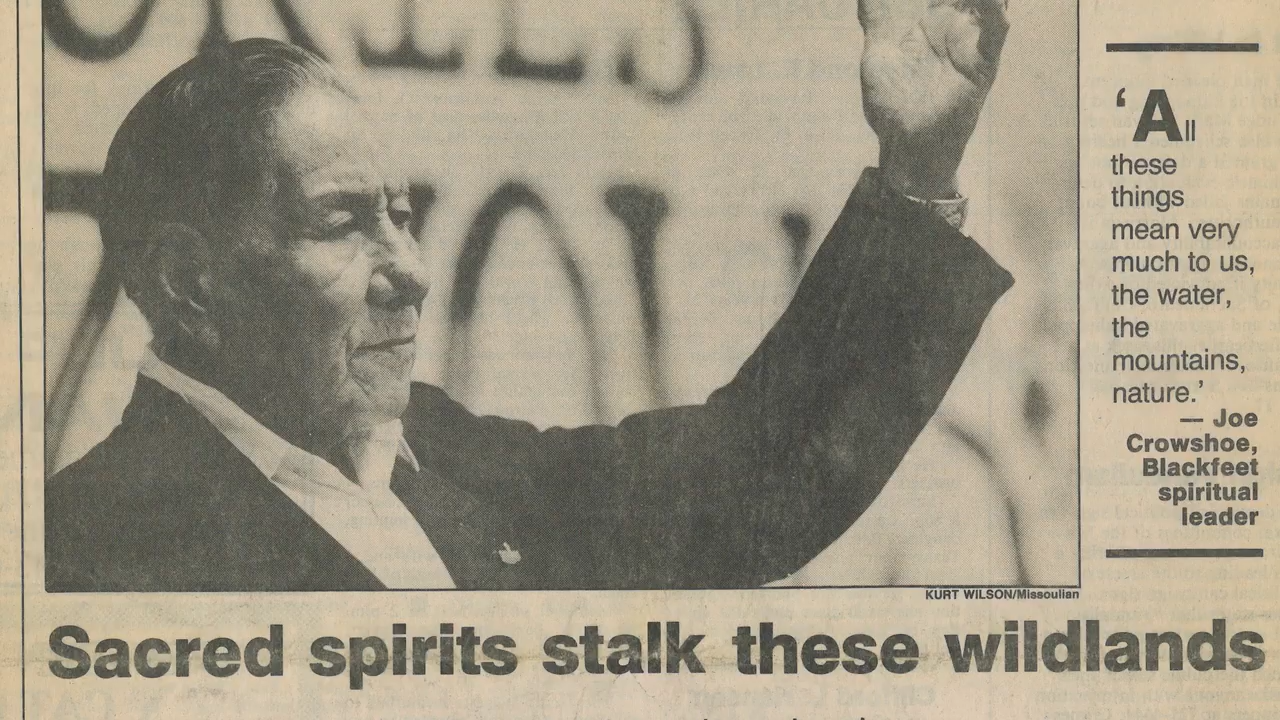 ‘All
these
things
mean very
much to us,
the water,
the
mountains,
nature.’
— Joe
Crowshoe,
Blackfeet
spiritual
leader
KURT WILSON/Missoulian
Sacred spirits stalk these wildlands